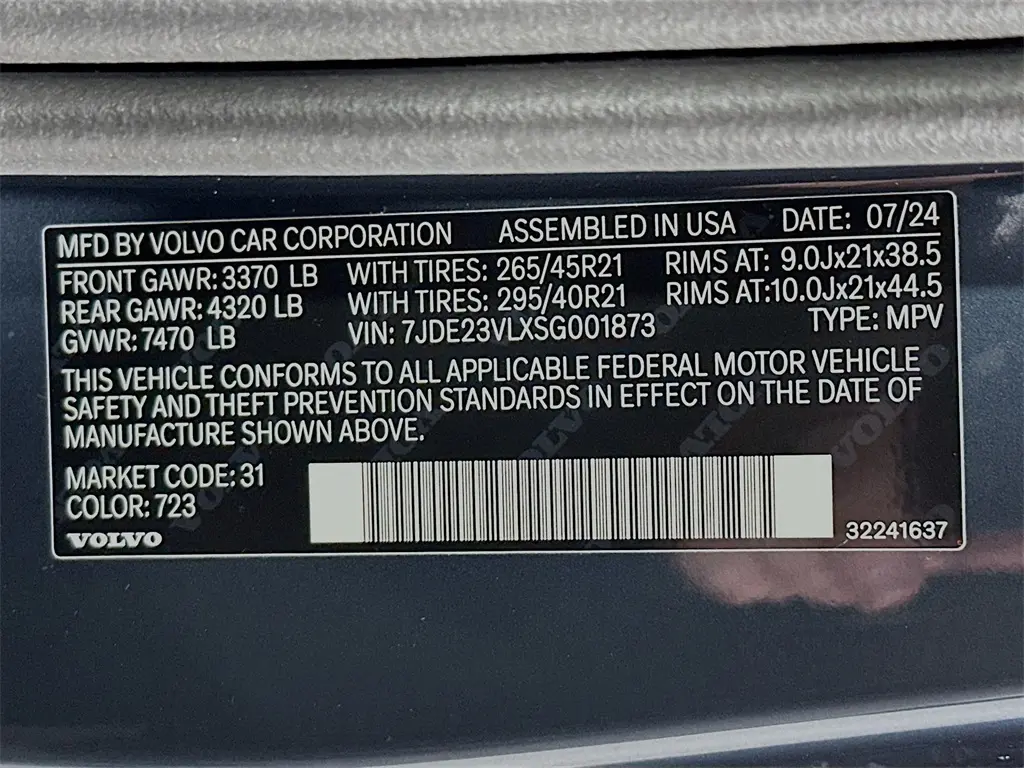 MFD BY VOLVO CAR CORPORATION ASSEMBLED IN USA DATE: 07/24
FRONT GAWR: 3370 LB WITH TIRES: 265/45R21 RIMS AT: 9.0Jx21x38.5
REAR GAWR: 4320 LB WITH TIRES: 295/40R21 RIMS AT:10.0Jx21x44.5
GVWR: 7470 LB VIN: 7JDE23VLXSG001873 TYPE: MPV
THIS VEHICLE CONFORMS TO ALL APPLICABLE FEDERAL MOTOR VEHICLE
SAFETY AND THEFT PREVENTION STANDARDS IN EFFECT ON THE DATE OF
MANUFACTURE SHOWN ABOVE.
MARKET CODE: 31
COLOR: 723
VOLVO
32241637